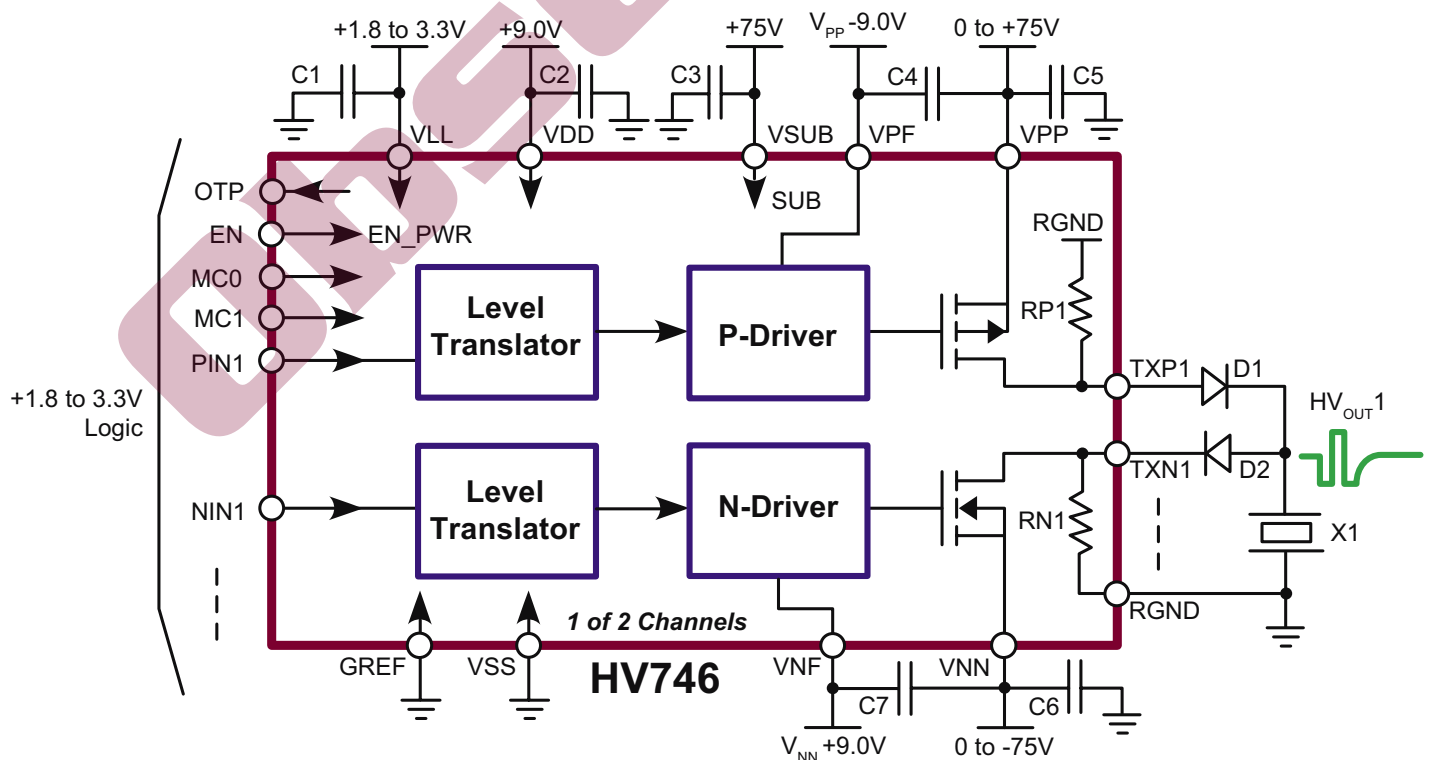 +1.8 to 3.3V
+9.0V
+75V
VPP -9.0V
0 to +75V
C1
C2
C3
C4
C5
VLL
VDD
VSUB
VPF
VPP
OTP
EN
EN_PWR
SUB
RGND
MC0
MC1
PIN1
Level
Translator
P-Driver
RP1
TXP1
D1
+1.8 to 3.3V
Logic
HVOUT1
NIN1
Level
Translator
N-Driver
RN1
TXN1
D2
X1
RGND
1 of 2 Channels
GREF
VSS
HV746
VNF
VNN
C7
C6
VNN +9.0V
0 to -75V